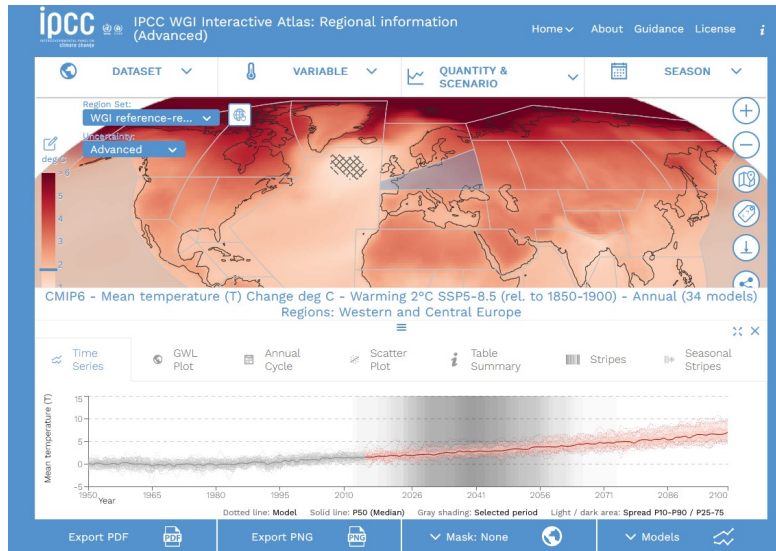 ipcc
INTERGOVERNMENTAL PANEL ON
climate change
IPCC WGI Interactive Atlas: Regional information
(Advanced)
Home About Guidance License i
DATASET
VARIABLE
QUANTITY &
SCENARIO
SEASON
Region Set:
WGI reference-re...
Uncertainty:
Advanced
deg C
> 6
5
4
3
2
CMIP6 - Mean temperature (T) Change deg C - Warming 2°C SSP5-8.5 (rel. to 1850-1900) - Annual (34 models)
Regions: Western and Central Europe
Time
Series
GWL
Plot
Annual
Cycle
Scatter
Plot
i
Table
Summary
Stripes
Seasonal
Stripes
Mean temperature (T)
15
10
5
0
-5
1950 1965 1980 1995 2010 2026 2041 2056 2071 2086 2100
Year
Dotted line: Model Solid line: P50 (Median) Gray shading: Selected period Light / dark area: Spread P10-P90 / P25-75
Export PDF PDF
Export PNG PNG
Mask: None
Models